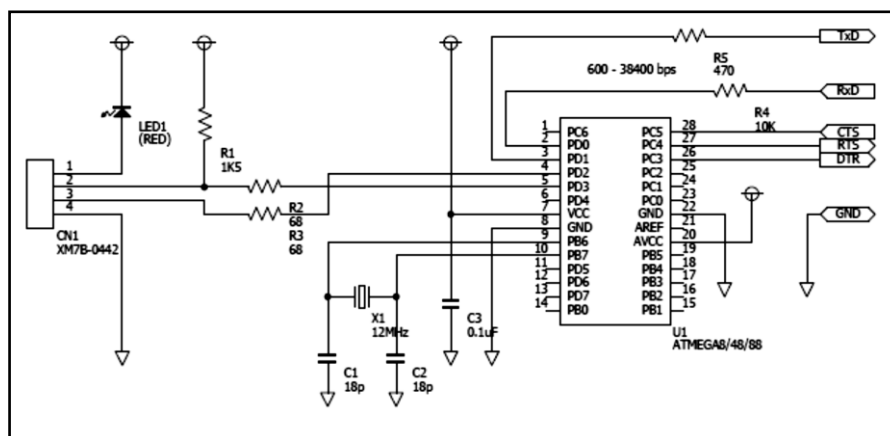 TxD
600 - 38400 bps
R5
470
RxD
LED1
(RED)
R4
10K
R1
1K5
1
2
3
4
CN1
XM7B-0442
R2
68
R3
68
1 PC6
2 PD0
3 PD1
4 PD2
5 PD3
6 PD4
7 VCC
8 GND
9 PB6
10 PB7
11 PD5
12 PD6
13 PD7
14 PB0
PC5 28
PC4 27
PC3 26
PC2 25
PC1 24
PC0 23
GND 22
AREF 21
AVCC 20
PB5 19
PB4 18
PB3 17
PB2 16
PB1 15
CTS
RTS
DTR
GND
X1
12MHz
C3
0.1uF
U1
ATMEGA8/48/88
C1
18p
C2
18p